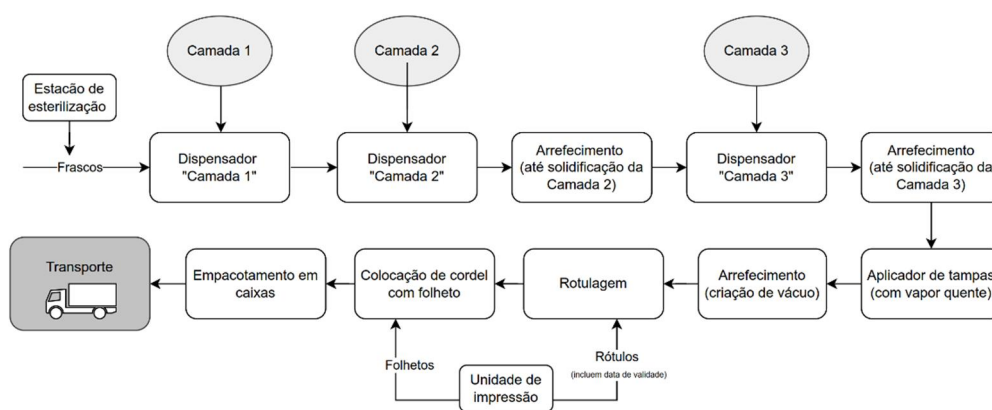 Camada 1
Camada 2
Camada 3
Estacão de
esterilização
Frascos
Dispensador
"Camada 1"
Dispensador
"Camada 2"
Arrefecimento
(até solidificação da
Camada 2)
Dispensador
"Camada 3"
Arrefecimento
(até solidificação da
Camada 3)
Transporte
Empacotamento em
caixas
Colocação de cordel
com folheto
Rotulagem
Arrefecimento
(criação de vácuo)
Aplicador de tampas
(com vapor quente)
Folhetos
Unidade de
impressão
Rótulos
(incluem data de validade)